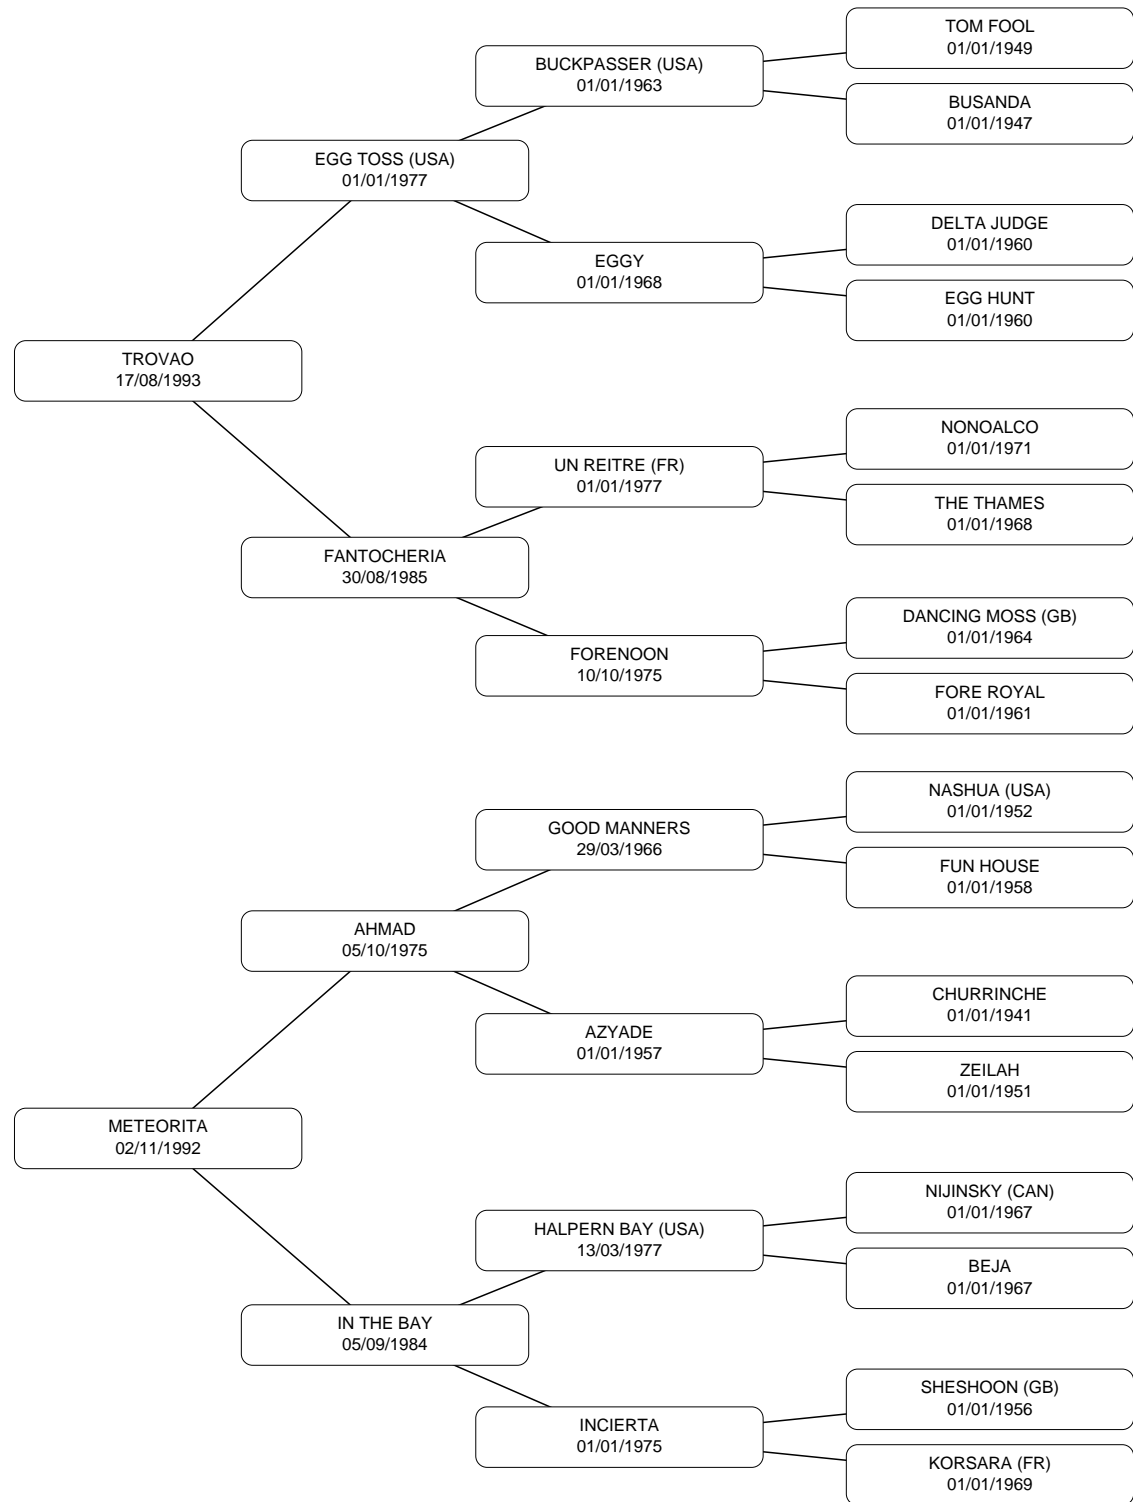 TOM FOOL
01/01/1949
BUCKPASSER (USA)
01/01/1963
BUSANDA
01/01/1947
EGG TOSS (USA)
01/01/1977
DELTA JUDGE
01/01/1960
EGGY
01/01/1968
EGG HUNT
01/01/1960
TROVAO
17/08/1993
NONOALCO
01/01/1971
UN REITRE (FR)
01/01/1977
THE THAMES
01/01/1968
FANTOCHERIA
30/08/1985
DANCING MOSS (GB)
01/01/1964
FORENOON
10/10/1975
FORE ROYAL
01/01/1961
NASHUA (USA)
01/01/1952
GOOD MANNERS
29/03/1966
FUN HOUSE
01/01/1958
AHMAD
05/10/1975
CHURRINCHE
01/01/1941
AZYADE
01/01/1957
ZEILAH
01/01/1951
METEORITA
02/11/1992
NIJINSKY (CAN)
01/01/1967
HALPERN BAY (USA)
13/03/1977
BEJA
01/01/1967
IN THE BAY
05/09/1984
SHESHOON (GB)
01/01/1956
INCIERTA
01/01/1975
KORSARA (FR)
01/01/1969